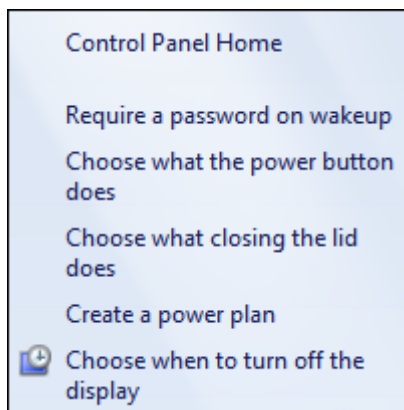 Control Panel Home
Require a password on wakeup
Choose what the power button
does
Choose what closing the lid
does
Create a power plan
Choose when to turn off the
display